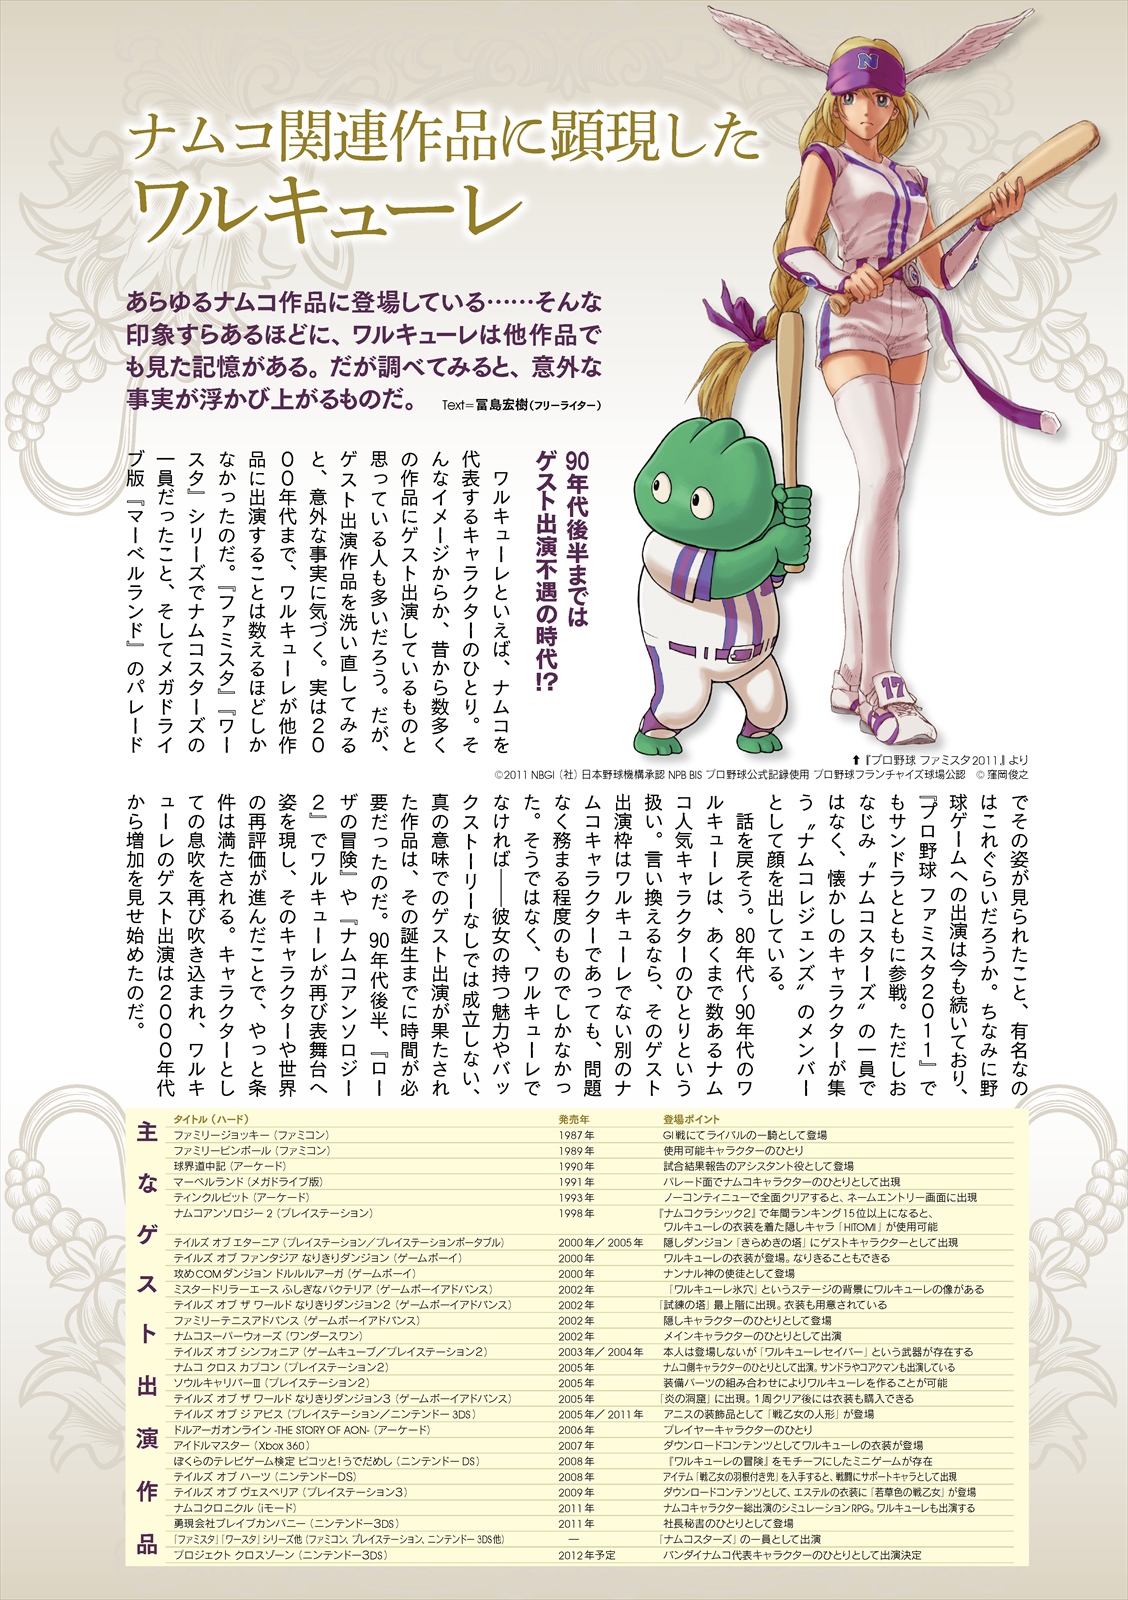 ナムコ関連作品に顕現した
ワルキューレ
あらゆるナムコ作品に登場している……そんな
印象すらあるほどに、ワルキューレは他作品で
も見た記憶がある。だが調べてみると、意外な
事実が浮かび上がるものだ。 Text=冨島宏樹(フリーライター)
N
17
⬆『プロ野球 ファミスタ2011』より
©2011 NBGI (社)日本野球機構承認 NPB BIS プロ野球公式記録使用 プロ野球フランチャイズ球場公認 ©窪岡俊之
90年代後半までは
ゲスト出演不遇の時代!?
ワルキューレといえば、ナムコを
代表するキャラクターのひとり。そ
んなイメージからか、昔から数多く
の作品にゲスト出演しているものと
思っている人も多いだろう。だが、
ゲスト出演作品を洗い直してみる
と、意外な事実に気づく。実は20
00年代まで、ワルキューレが他作
品に出演することは数えるほどしか
なかったのだ。『ファミスタ』『ワー
スタ』シリーズでナムコスターズの
一員だったこと、そしてメガドライ
ブ版『マーベルランド』のパレード
でその姿が見られたこと、有名なの
はこれぐらいだろうか。ちなみに野
球ゲームへの出演は今も続いており、
『プロ野球 ファミスタ2011』で
もサンドラとともに参戦。ただしお
なじみ〝ナムコスターズ〟の一員で
はなく、懐かしのキャラクターが集
う〝ナムコレジェンズ〟のメンバー
として顔を出している。
話を戻そう。80年代〜90年代のワ
ルキューレは、あくまで数あるナム
コ人気キャラクターのひとりという
扱い。言い換えるなら、そのゲスト
出演枠はワルキューレでない別のナ
ムコキャラクターであっても、問題
なく務まる程度のものでしかなかっ
た。そうではなく、ワルキューレで
なければ――彼女の持つ魅力やバッ
クストーリーなしでは成立しない、
真の意味でのゲスト出演が果たされ
た作品は、その誕生までに時間が必
要だったのだ。90年代後半、『ロー
ザの冒険』や『ナムコアンソロジー
2』でワルキューレが再び表舞台へ
姿を現し、そのキャラクターや世界
の再評価が進んだことで、やっと条
件は満たされる。キャラクターとし
ての息吹を再び吹き込まれ、ワルキ
ューレのゲスト出演は2000年代
から増加を見せ始めたのだ。
主なゲスト出演作品
タイトル(ハード) 発売年 登場ポイント
ファミリージョッキー(ファミコン) 1987年 GI戦にてライバルの一騎として登場
ファミリーピンボール(ファミコン) 1989年 使用可能キャラクターのひとり
球界道中記(アーケード) 1990年 試合結果報告のアシスタント役として登場
マーベルランド(メガドライブ版) 1991年 パレード面でナムコキャラクターのひとりとして出現
ティンクルピット(アーケード) 1993年 ノーコンティニューで全面クリアすると、ネームエントリー画面に出現
ナムコアンソロジー2(プレイステーション) 1998年 『ナムコクラシック2』で年間ランキング15位以上になると、
ワルキューレの衣装を着た隠しキャラ「HITOMI」が使用可能
テイルズ オブ エターニア(プレイステーション/プレイステーションポータブル) 2000年/2005年 隠しダンジョン「きらめきの塔」にゲストキャラクターとして出現
テイルズ オブ ファンタジア なりきりダンジョン(ゲームボーイ) 2000年 ワルキューレの衣装が登場。なりきることもできる
攻めCOMダンジョン ドルルルアーガ(ゲームボーイ) 2000年 ナンナル神の使徒として登場
ミスタードリラーエース ふしぎなパクテリア(ゲームボーイアドバンス) 2002年 「ワルキューレ氷穴」というステージの背景にワルキューレの像がある
テイルズ オブ ザ ワールド なりきりダンジョン2(ゲームボーイアドバンス) 2002年 「試練の塔」最上階に出現。衣装も用意されている
ファミリーテニスアドバンス(ゲームボーイアドバンス) 2002年 隠しキャラクターのひとりとして登場
ナムコスーパーウォーズ(ワンダースワン) 2002年 メインキャラクターのひとりとして出演
テイルズ オブ シンフォニア(ゲームキューブ/プレイステーション2) 2003年/2004年 本人は登場しないが「ワルキューレセイバー」という武器が存在する
ナムコ クロス カプコン(プレイステーション2) 2005年 ナムコ側キャラクターのひとりとして出演。サンドラやコアクマンも出演している
ソウルキャリバーIII(プレイステーション2) 2005年 装備パーツの組み合わせによりワルキューレを作ることが可能
テイルズ オブ ザ ワールド なりきりダンジョン3(ゲームボーイアドバンス) 2005年 「炎の洞窟」に出現。1周クリア後には衣装も購入できる
テイルズ オブ ジ アビス(プレイステーション/ニンテンドー3DS) 2005年/2011年 アニスの装飾品として「戦乙女の人形」が登場
ドルアーガオンライン -THE STORY OF AON-(アーケード) 2006年 プレイヤーキャラクターのひとり
アイドルマスター(Xbox 360) 2007年 ダウンロードコンテンツとしてワルキューレの衣装が登場
ぼくらのテレビゲーム検定 ピコッと!うでだめし(ニンテンドーDS) 2008年 『ワルキューレの冒険』をモチーフにしたミニゲームが存在
テイルズ オブ ハーツ(ニンテンドーDS) 2008年 アイテム「戦乙女の羽根付き兜」を入手すると、戦闘にサポートキャラとして出現
テイルズ オブ ヴェスペリア(プレイステーション3) 2009年 ダウンロードコンテンツとして、エステルの衣装に「若草色の戦乙女」が登場
ナムコクロニクル(iモード) 2011年 ナムコキャラクター総出演のシミュレーションRPG。ワルキューレも出演する
勇現会社ブレイブカンパニー(ニンテンドー3DS) 2011年 社長秘書のひとりとして登場
『ファミスタ』『ワースタ』シリーズ他(ファミコン、プレイステーション、ニンテンドー3DS他) ― 「ナムコスターズ」の一員として出演
プロジェクト クロスゾーン(ニンテンドー3DS) 2012年予定 バンダイナムコ代表キャラクターのひとりとして出演決定